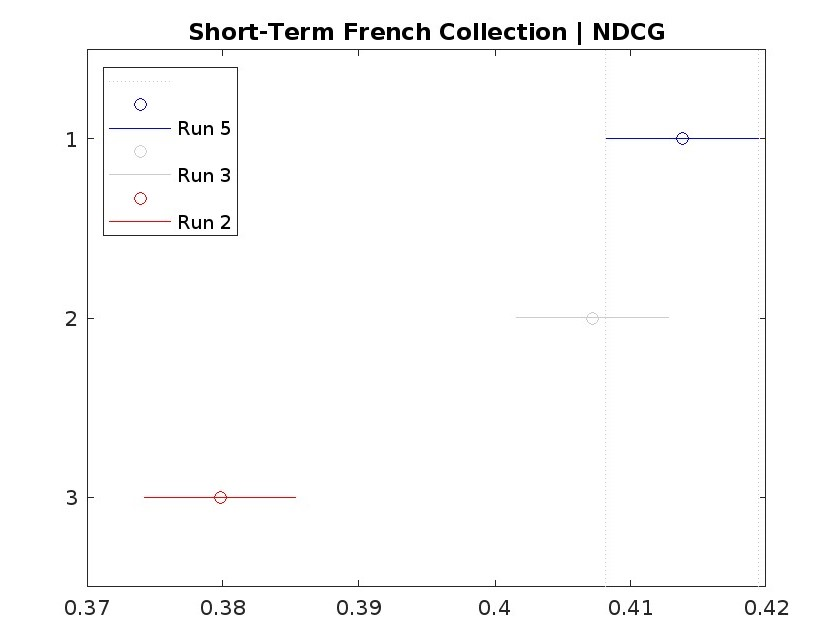 Short-Term French Collection | NDCG
Run 5
Run 3
Run 2
1
2
3
0.37 0.38 0.39 0.4 0.41 0.42